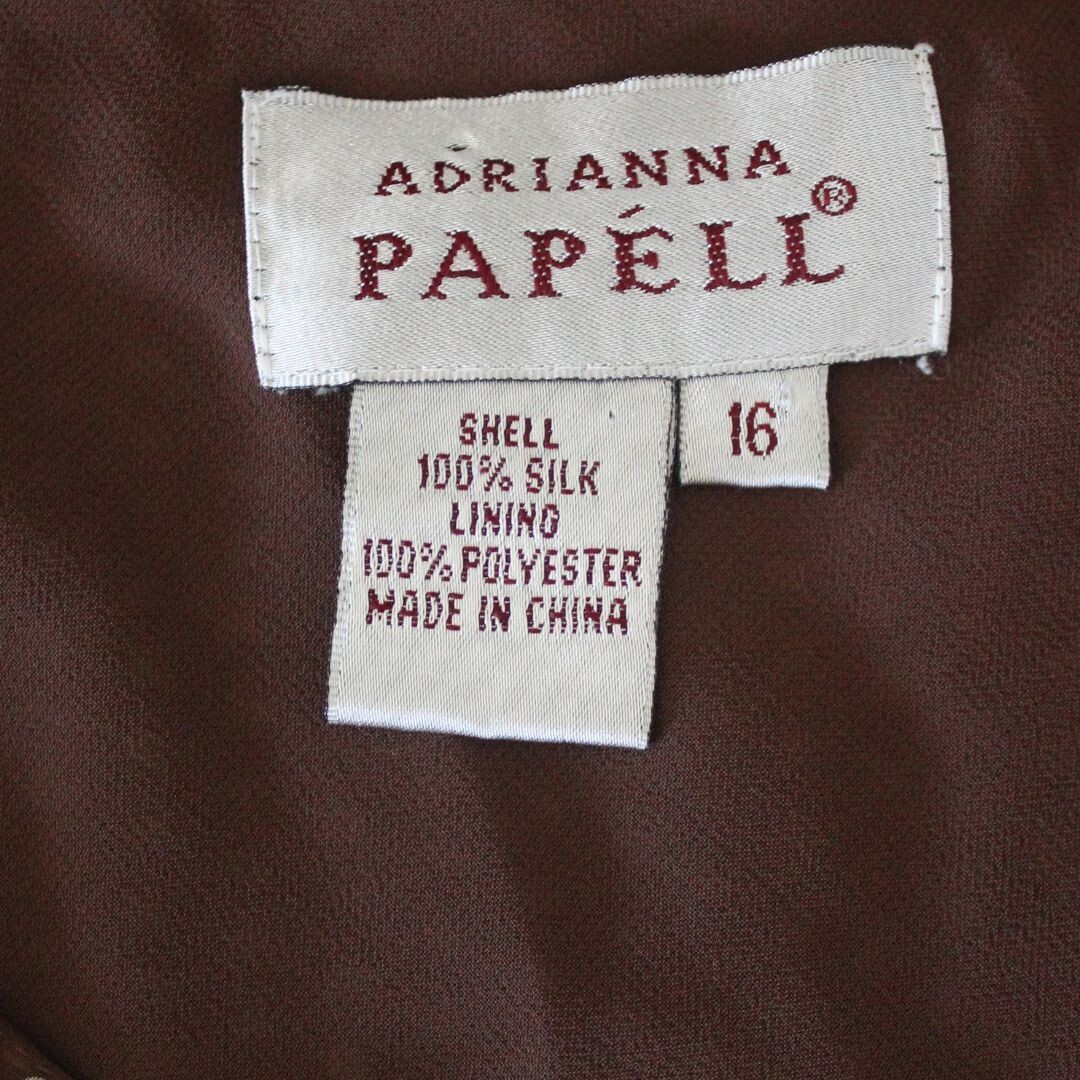 ADRIANNA
PAPÉLL®
16
SHELL
100% SILK
LINING
100% POLYESTER
MADE IN CHINA